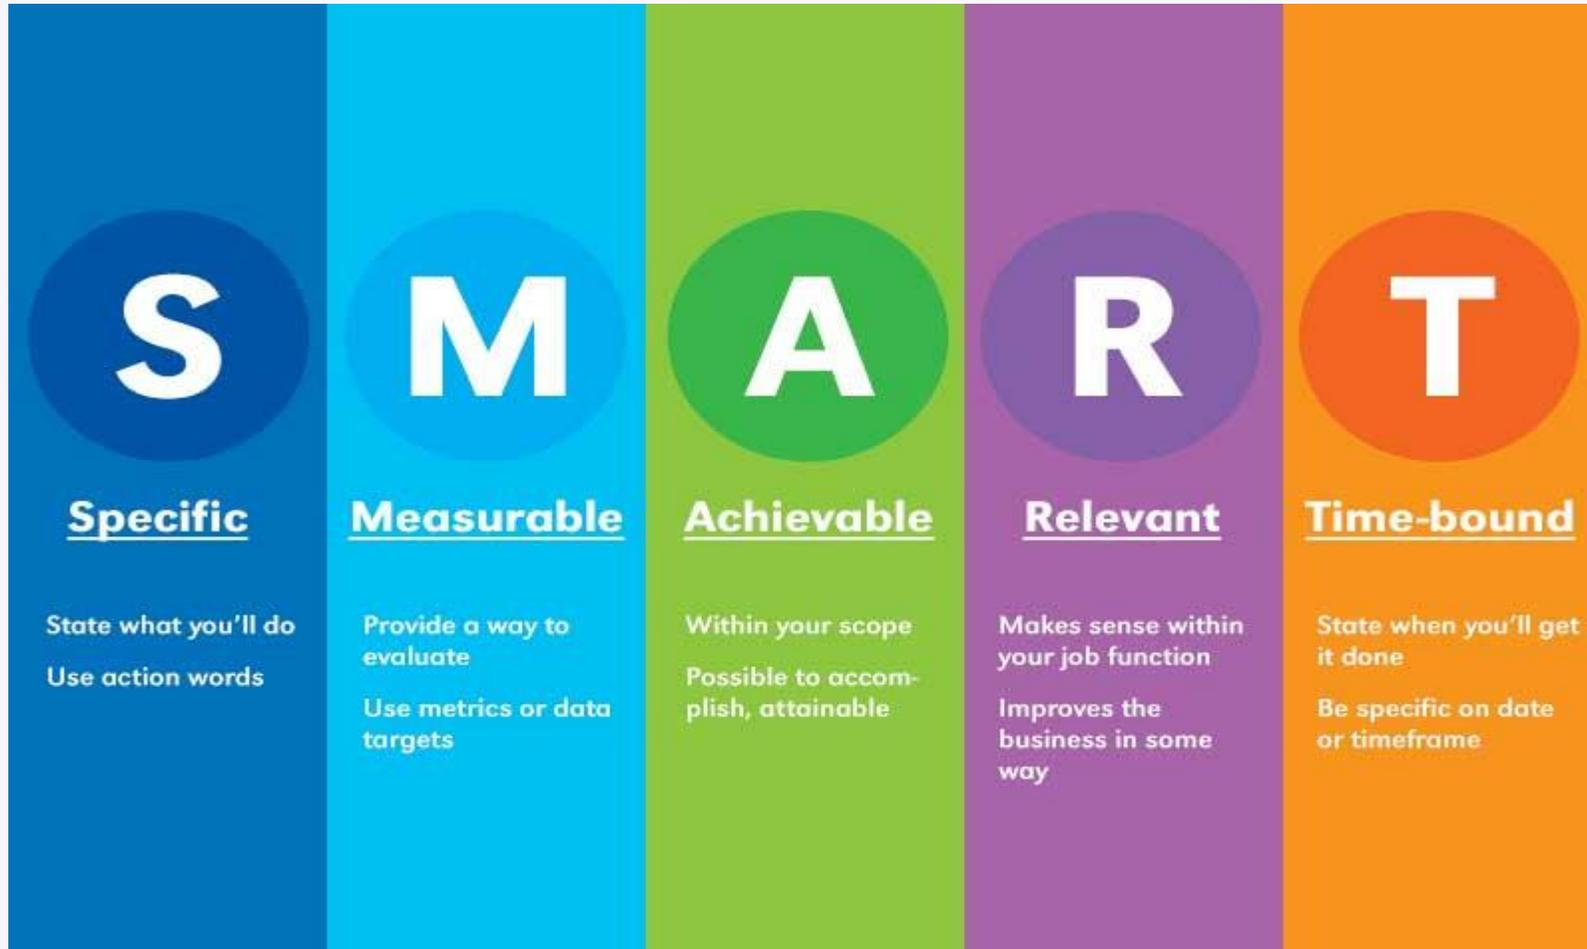 S
Specific
State what you'll do
Use action words
M
Measurable
Provide a way to
evaluate
Use metrics or data
targets
A
Achievable
Within your scope
Possible to accom-
plish, attainable
R
Relevant
Makes sense within
your job function
Improves the
business in some
way
T
Time-bound
State when you'll get
it done
Be specific on date
or timeframe